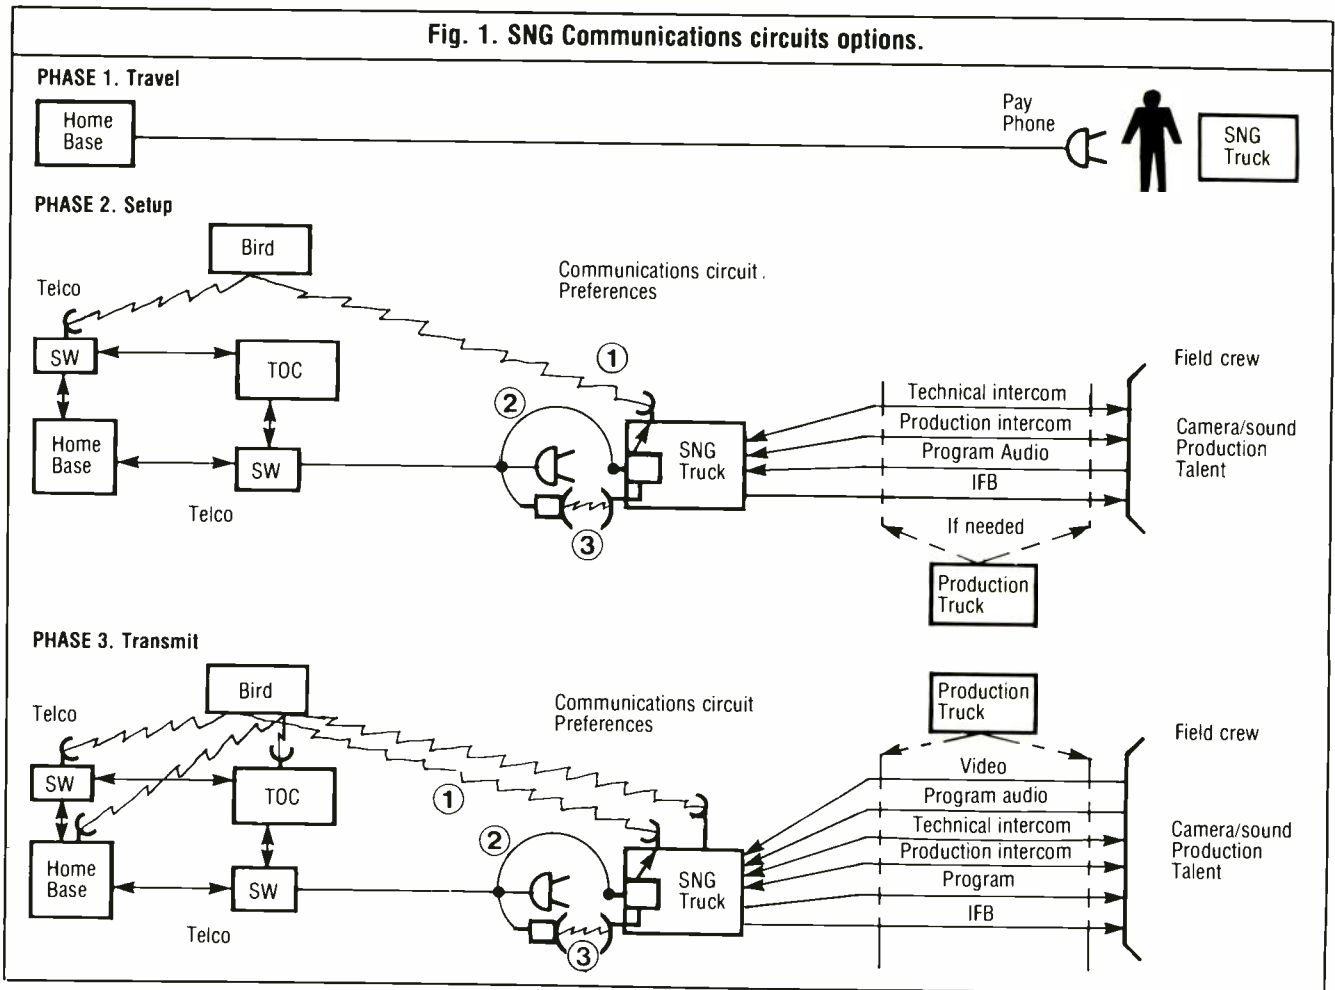 Fig. 1. SNG Communications circuits options.
PHASE 1. Travel
Home
Base
Pay
Phone
SNG
Truck
PHASE 2. Setup
Bird
Telco
Communications circuit.
Preferences
SW
TOC
1
2
Home
Base
SW
Telco
SNG
Truck
3
Technical intercom
Production intercom
Program Audio
IFB
If needed
Production
Truck
Field crew
Camera/sound
Production
Talent
PHASE 3. Transmit
Bird
Telco
Communications circuit
Preferences
SW
TOC
1
2
Home
Base
SW
Telco
SNG
Truck
3
Production
Truck
Video
Program audio
Technical intercom
Production intercom
Program
IFB
Field crew
Camera/sound
Production
Talent